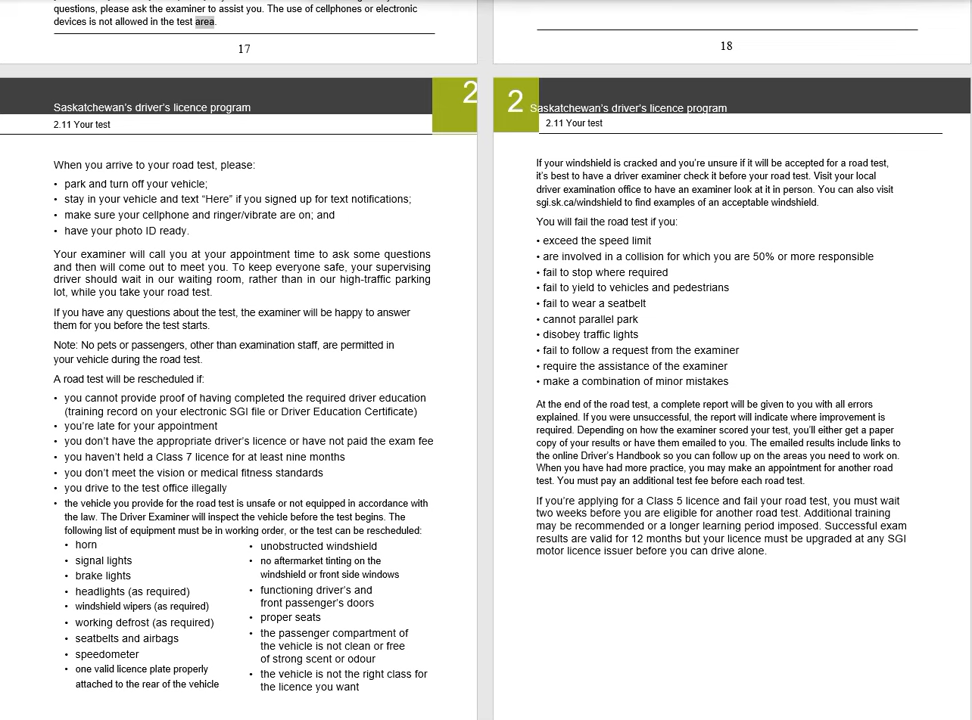 questions, please ask the examiner to assist you. The use of cellphones or electronic
devices is not allowed in the test area.
17
18
2
Saskatchewan's driver's licence program
2.11 Your test
When you arrive to your road test, please:
• park and turn off your vehicle;
• stay in your vehicle and text “Here” if you signed up for text notifications;
• make sure your cellphone and ringer/vibrate are on; and
• have your photo ID ready.
Your examiner will call you at your appointment time to ask some questions
and then will come out to meet you. To keep everyone safe, your supervising
driver should wait in our waiting room, rather than in our high-traffic parking
lot, while you take your road test.
If you have any questions about the test, the examiner will be happy to answer
them for you before the test starts.
Note: No pets or passengers, other than examination staff, are permitted in
your vehicle during the road test.
A road test will be rescheduled if:
• you cannot provide proof of having completed the required driver education
(training record on your electronic SGI file or Driver Education Certificate)
• you're late for your appointment
• you don't have the appropriate driver's licence or have not paid the exam fee
• you haven't held a Class 7 licence for at least nine months
• you don't meet the vision or medical fitness standards
• you drive to the test office illegally
• the vehicle you provide for the road test is unsafe or not equipped in accordance with
the law. The Driver Examiner will inspect the vehicle before the test begins. The
following list of equipment must be in working order, or the test can be rescheduled:
• horn
• signal lights
• brake lights
• headlights (as required)
• windshield wipers (as required)
• working defrost (as required)
• seatbelts and airbags
• speedometer
• one valid licence plate properly
attached to the rear of the vehicle
• unobstructed windshield
• no aftermarket tinting on the
windshield or front side windows
• functioning driver's and
front passenger's doors
• proper seats
• the passenger compartment of
the vehicle is not clean or free
of strong scent or odour
• the vehicle is not the right class for
the licence you want
2 Saskatchewan's driver's licence program
2.11 Your test
If your windshield is cracked and you're unsure if it will be accepted for a road test,
it's best to have a driver examiner check it before your road test. Visit your local
driver examination office to have an examiner look at it in person. You can also visit
sgi.sk.ca/windshield to find examples of an acceptable windshield.
You will fail the road test if you:
• exceed the speed limit
• are involved in a collision for which you are 50% or more responsible
• fail to stop where required
• fail to yield to vehicles and pedestrians
• fail to wear a seatbelt
• cannot parallel park
• disobey traffic lights
• fail to follow a request from the examiner
• require the assistance of the examiner
• make a combination of minor mistakes
At the end of the road test, a complete report will be given to you with all errors
explained. If you were unsuccessful, the report will indicate where improvement is
required. Depending on how the examiner scored your test, you'll either get a paper
copy of your results or have them emailed to you. The emailed results include links to
the online Driver's Handbook so you can follow up on the areas you need to work on.
When you have had more practice, you may make an appointment for another road
test. You must pay an additional test fee before each road test.
If you're applying for a Class 5 licence and fail your road test, you must wait
two weeks before you are eligible for another road test. Additional training
may be recommended or a longer learning period imposed. Successful exam
results are valid for 12 months but your licence must be upgraded at any SGI
motor licence issuer before you can drive alone.